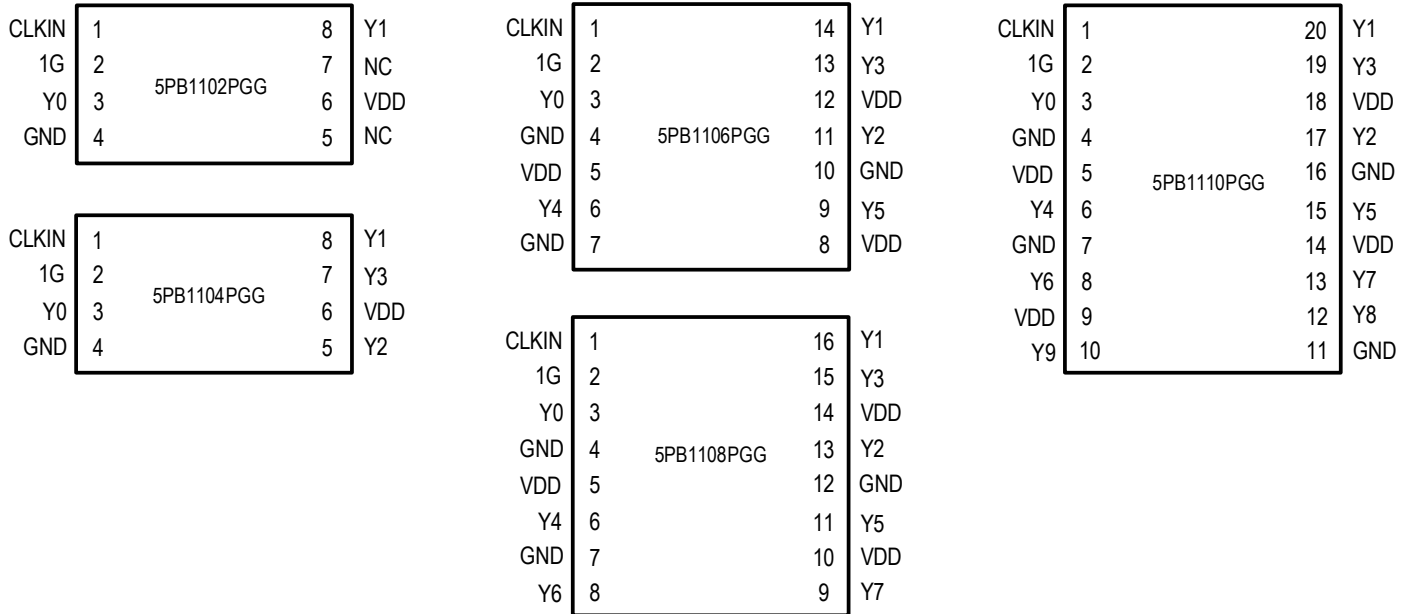 CLKIN 1 8 Y1
1G 2 7 NC
5PB1102PGG
Y0 3 6 VDD
GND 4 5 NC
CLKIN 1 8 Y1
1G 2 7 Y3
5PB1104PGG
Y0 3 6 VDD
GND 4 5 Y2
CLKIN 1 14 Y1
1G 2 13 Y3
Y0 3 12 VDD
GND 4 5PB1106PGG 11 Y2
VDD 5 10 GND
Y4 6 9 Y5
GND 7 8 VDD
CLKIN 1 16 Y1
1G 2 15 Y3
Y0 3 14 VDD
GND 4 5PB1108PGG 13 Y2
VDD 5 12 GND
Y4 6 11 Y5
GND 7 10 VDD
Y6 8 9 Y7
CLKIN 1 20 Y1
1G 2 19 Y3
Y0 3 18 VDD
GND 4 17 Y2
VDD 5 5PB1110PGG 16 GND
Y4 6 15 Y5
GND 7 14 VDD
Y6 8 13 Y7
VDD 9 12 Y8
Y9 10 11 GND